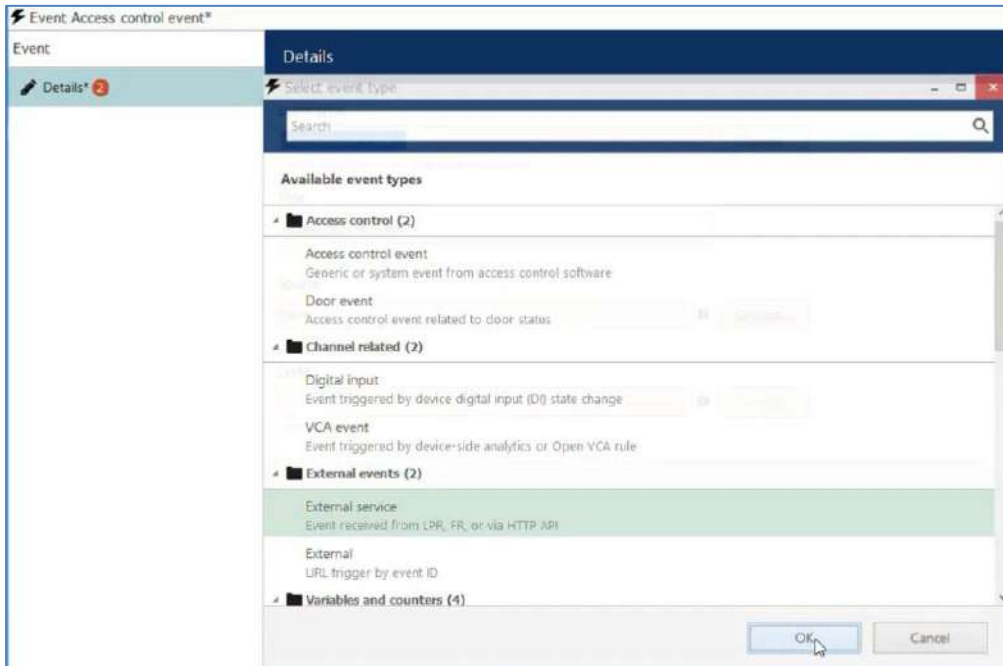 Event Access control event*
Event
Details
Details* 2
Select event type
Search
Available event types
Access control (2)
Access control event
Generic or system event from access control software
Door event
Access control event related to door status
Channel related (2)
Digital input
Event triggered by device digital input (DI) state change
VCA event
Event triggered by device-side analytics or Open VCA rule
External events (2)
External service
Event received from LPR, FR, or via HTTP API
External
URL trigger by event ID
Variables and counters (4)
OK
Cancel